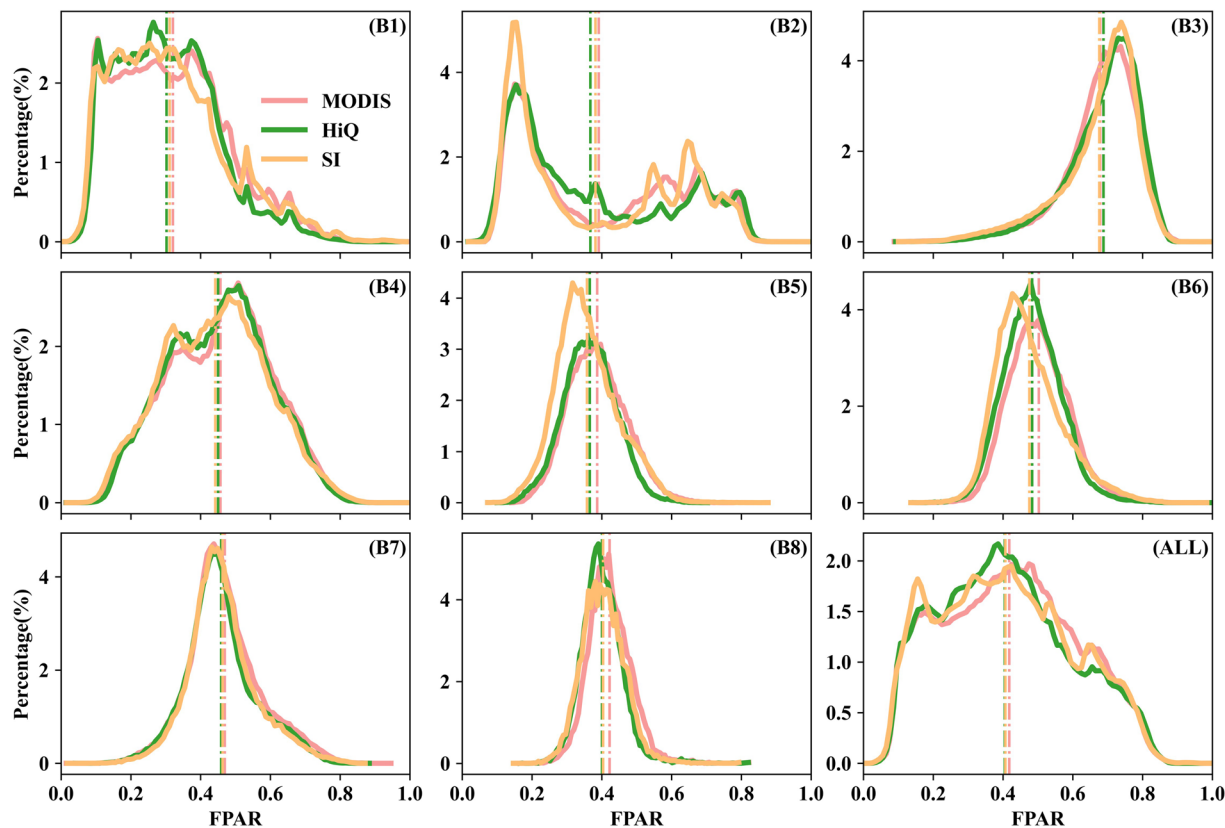 (B1)
(B2)
(B3)
Percentage(%)
2
1
0
MODIS
HiQ
SI
4
2
0
4
2
0
(B4)
(B5)
(B6)
Percentage(%)
2
1
0
4
3
2
1
0
4
2
0
(B7)
(B8)
(ALL)
Percentage(%)
4
2
0
4
2
0
2.0
1.5
1.0
0.5
0.0
0.0 0.2 0.4 0.6 0.8 1.0
0.0 0.2 0.4 0.6 0.8 1.0
0.0 0.2 0.4 0.6 0.8 1.0
FPAR
FPAR
FPAR